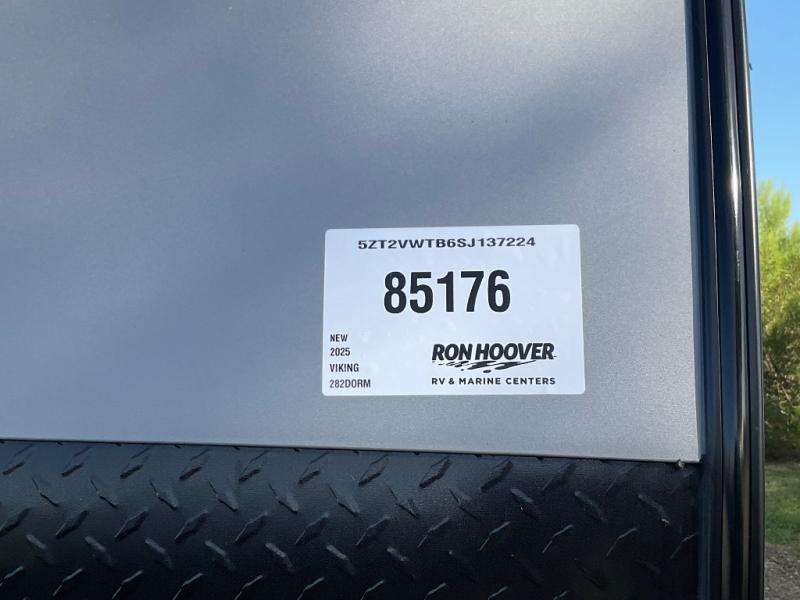 5ZT2VWTB6SJ137224
85176
NEW
2025
VIKING
282DORM
RON HOOVER
RV & MARINE CENTERS